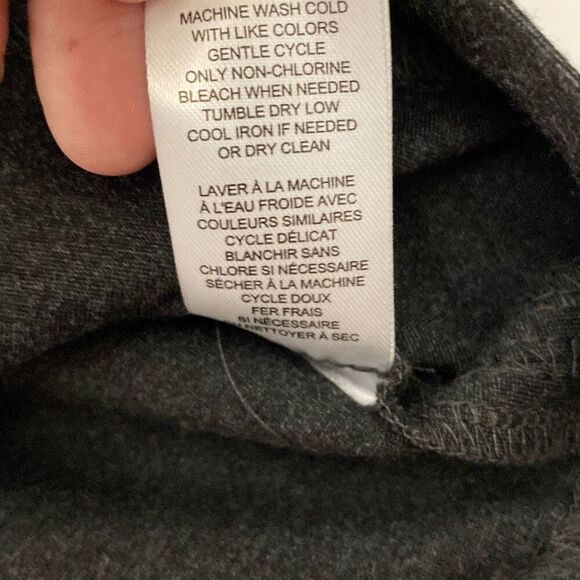 MACHINE WASH COLD
WITH LIKE COLORS
GENTLE CYCLE
ONLY NON-CHLORINE
BLEACH WHEN NEEDED
TUMBLE DRY LOW
COOL IRON IF NEEDED
OR DRY CLEAN
LAVER À LA MACHINE
À L'EAU FROIDE AVEC
COULEURS SIMILAIRES
CYCLE DÉLICAT
BLANCHIR SANS
CHLORE SI NÉCESSAIRE
SÉCHER À LA MACHINE
CYCLE DOUX
FER FRAIS
SI NÉCESSAIRE
NETTOYER À SEC